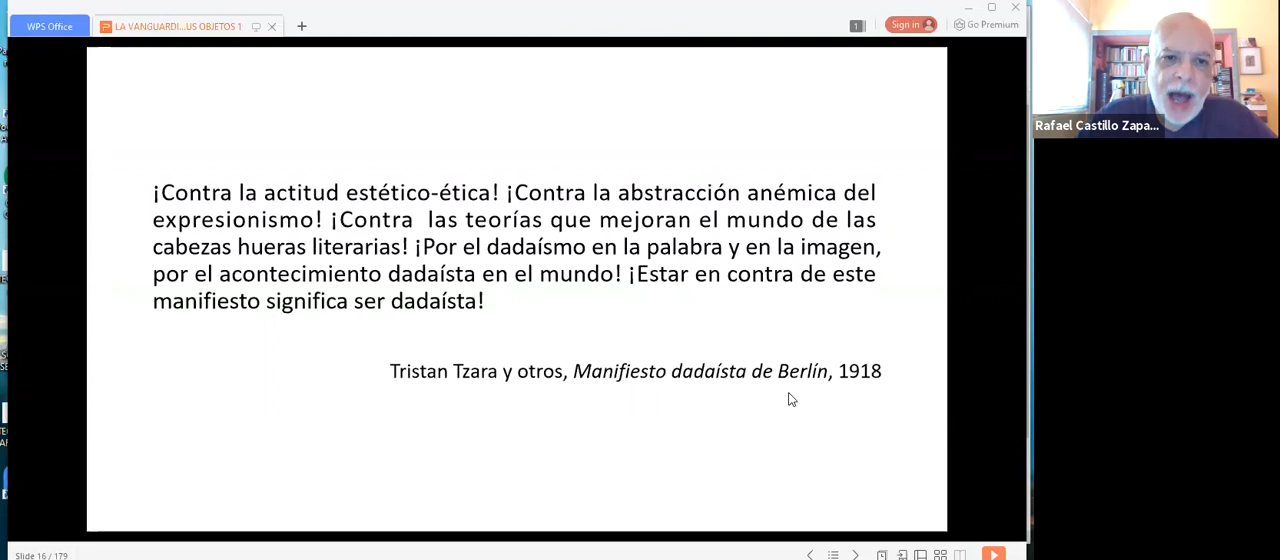 WPS Office
LA VANGUARDI...US OBJETOS 1
1
Sign in
Go Premium
¡Contra la actitud estético-ética! ¡Contra la abstracción anémica del
expresionismo! ¡Contra las teorías que mejoran el mundo de las
cabezas hueras literarias! ¡Por el dadaísmo en la palabra y en la imagen,
por el acontecimiento dadaísta en el mundo! ¡Estar en contra de este
manifiesto significa ser dadaísta!
Tristan Tzara y otros, Manifiesto dadaísta de Berlín, 1918
Rafael Castillo Zapa...
Slide 16 / 179